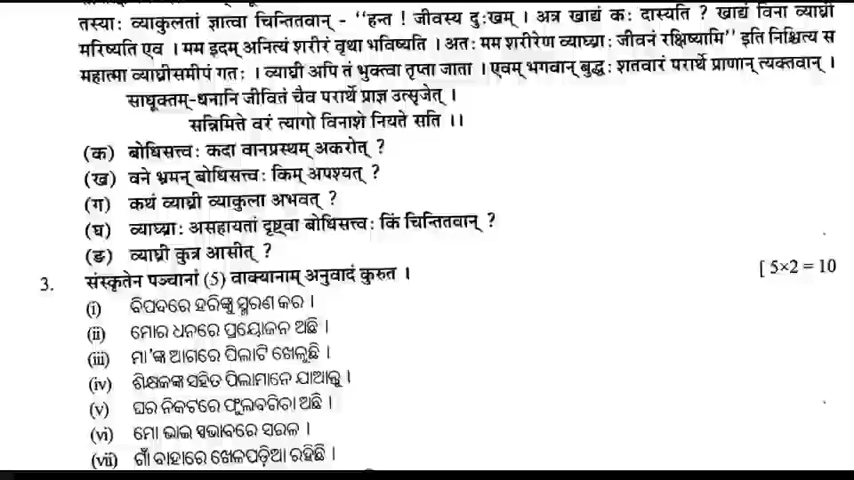 तस्याः व्याकुलतां ज्ञात्वा चिन्तितवान् - "हन्त ! जीवस्य दुःखम् । अत्र खाद्यं कः दास्यति ? खाद्यं विना व्याघ्री
मरिष्यति एव । मम इदम् अनित्यं शरीरं वृथा भविष्यति । अतः मम शरीरेण व्याघ्र्याः जीवनं रक्षिष्यामि" इति निश्चित्य स
महात्मा व्याघ्रीसमीपं गतः । व्याघ्री अपि तं भुक्त्वा तृप्ता जाता । एवम् भगवान् बुद्धः शतवारं परार्थे प्राणान् त्यक्तवान् ।
साधूक्तम्-धनानि जीवितं चैव परार्थे प्राज्ञ उत्सृजेत् ।
सन्निमित्ते वरं त्यागो विनाशे नियते सति ।।
(क) बोधिसत्त्वः कदा वानप्रस्थम् अकरोत् ?
(ख) वने भ्रमन् बोधिसत्त्वः किम् अपश्यत् ?
(ग) कथं व्याघ्री व्याकुला अभवत् ?
(घ) व्याघ्र्याः असहायतां दृष्ट्वा बोधिसत्त्वः किं चिन्तितवान् ?
(ङ) व्याघ्री कुत्र आसीत् ?
3. संस्कृतेन पञ्चानां (5) वाक्यानाम् अनुवादं कुरुत । [ 5×2 = 10
(i) ବିପଦରେ ହରିଙ୍କୁ ସ୍ମରଣ କର ।
(ii) ମୋର ଧନରେ ପ୍ରୟୋଜନ ଅଛି ।
(iii) ମା'ଙ୍କ ଆଗରେ ପିଲାଟି ଖେଳୁଛି ।
(iv) ଶିକ୍ଷକଙ୍କ ସହିତ ପିଲାମାନେ ଯାଆନ୍ତୁ ।
(v) ଘର ନିକଟରେ ଫୁଲବଗିଚା ଅଛି ।
(vi) ମୋ ଭାଇ ସ୍ଵଭାବରେ ସରଳ ।
(vii) ଗାଁ ବାହାରେ ଖେଳପଡ଼ିଆ ରହିଛି ।